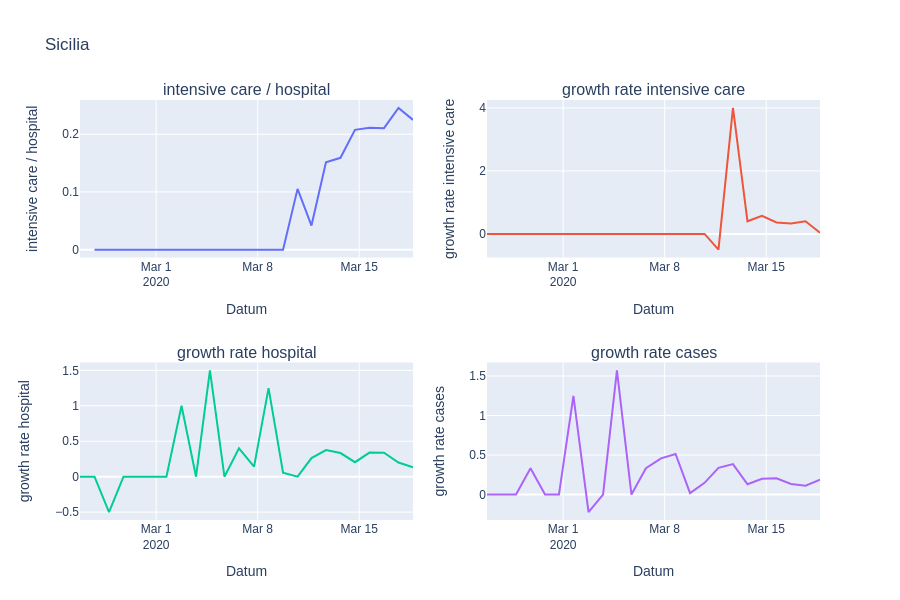 Sicilia
intensive care / hospital
growth rate intensive care
intensive care / hospital
0.2
0.1
0
Mar 1
2020
Mar 8
Mar 15
Datum
growth rate intensive care
4
2
0
Mar 1
2020
Mar 8
Mar 15
Datum
growth rate hospital
growth rate cases
growth rate hospital
1.5
1
0.5
0
−0.5
Mar 1
2020
Mar 8
Mar 15
Datum
growth rate cases
1.5
1
0.5
0
Mar 1
2020
Mar 8
Mar 15
Datum